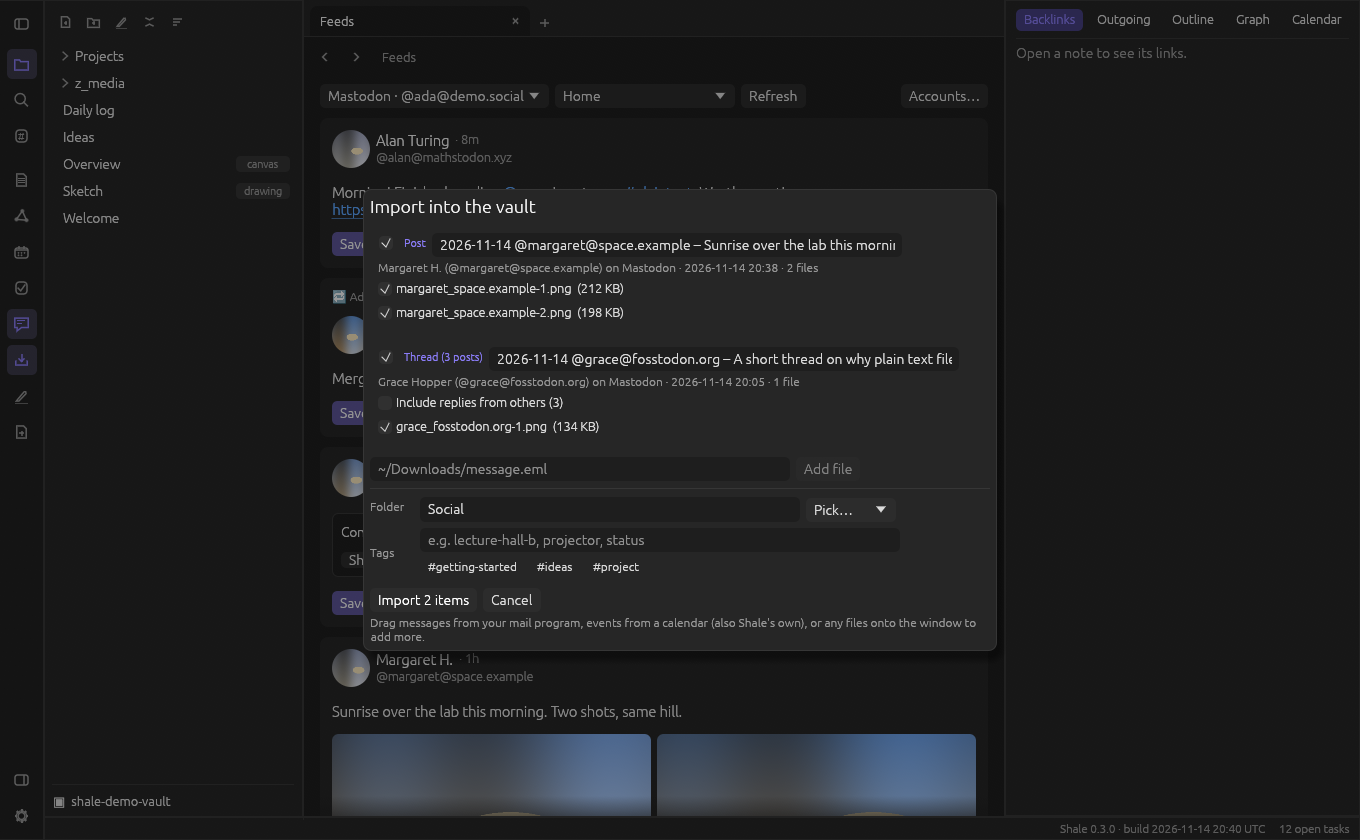 Projects
z_media
Daily log
Ideas
Overview canvas
Sketch drawing
Welcome
shale-demo-vault
Feeds
Feeds
Mastodon · @ada@demo.social Home Refresh Accounts…
Alan Turing · 8m
@alan@mathstodon.xyz
https
Save
Import into the vault
Post 2026-11-14 @margaret@space.example – Sunrise over the lab this mornin
Margaret H. (@margaret@space.example) on Mastodon · 2026-11-14 20:38 · 2 files
margaret_space.example-1.png (212 KB)
margaret_space.example-2.png (198 KB)
Thread (3 posts) 2026-11-14 @grace@fosstodon.org – A short thread on why plain text file
Grace Hopper (@grace@fosstodon.org) on Mastodon · 2026-11-14 20:05 · 1 file
Include replies from others (3)
grace_fosstodon.org-1.png (134 KB)
~/Downloads/message.eml Add file
Folder Social Pick…
Tags e.g. lecture-hall-b, projector, status
#getting-started #ideas #project
Import 2 items Cancel
Drag messages from your mail program, events from a calendar (also Shale's own), or any files onto the window to
add more.
Margaret H. · 1h
@margaret@space.example
Sunrise over the lab this morning. Two shots, same hill.
Backlinks Outgoing Outline Graph Calendar
Open a note to see its links.
Shale 0.3.0 · build 2026-11-14 20:40 UTC 12 open tasks